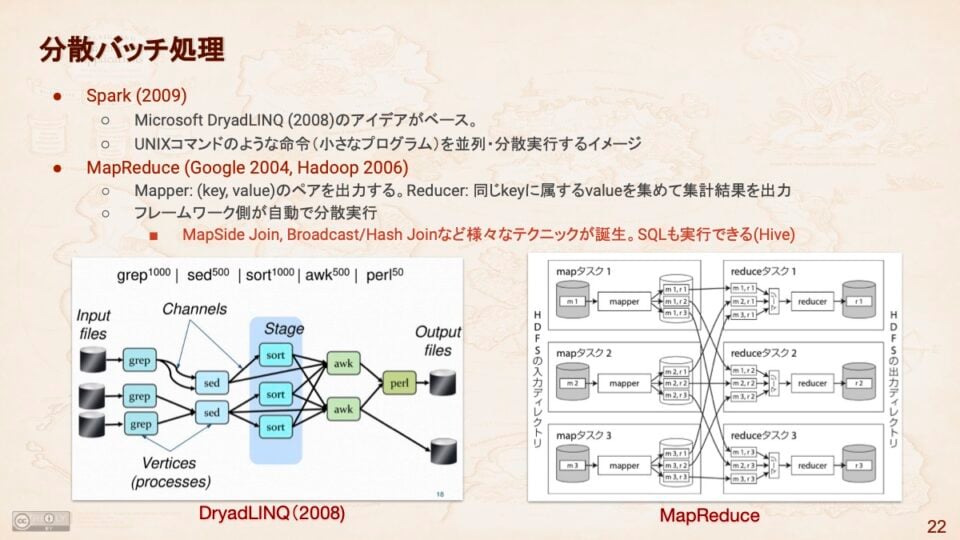 分散バッチ処理
● Spark (2009)
○ Microsoft DryadLINQ (2008)のアイデアがベース。
○ UNIXコマンドのような命令（小さなプログラム）を並列・分散実行するイメージ
● MapReduce (Google 2004, Hadoop 2006)
○ Mapper: (key, value)のペアを出力する。Reducer: 同じkeyに属するvalueを集めて集計結果を出力
○ フレームワーク側が自動で分散実行
■ MapSide Join, Broadcast/Hash Joinなど様々なテクニックが誕生。SQLも実行できる(Hive)
grep1000 | sed500 | sort1000 | awk500 | perl50
Input files
Channels
Stage
Output files
grep
grep
grep
sed
sed
sort
sort
sort
awk
awk
perl
Vertices (processes)
18
DryadLINQ（2008）
HDFSの入力ディレクトリ
mapタスク 1
m 1
mapper
m 1, r 1
m 1, r 2
m 1, r 3
mapタスク 2
m 2
mapper
m 2, r 1
m 2, r 2
m 2, r 3
mapタスク 3
m 3
mapper
m 3, r 1
m 3, r 2
m 3, r 3
reduceタスク 1
m 1, r 1
m 2, r 1
m 3, r 1
reducer
r 1
reduceタスク 2
m 1, r 2
m 2, r 2
m 3, r 2
reducer
r 2
reduceタスク 3
m 1, r 3
m 2, r 3
m 3, r 3
reducer
r 3
HDFSの出力ディレクトリ
MapReduce
cc
BY
22